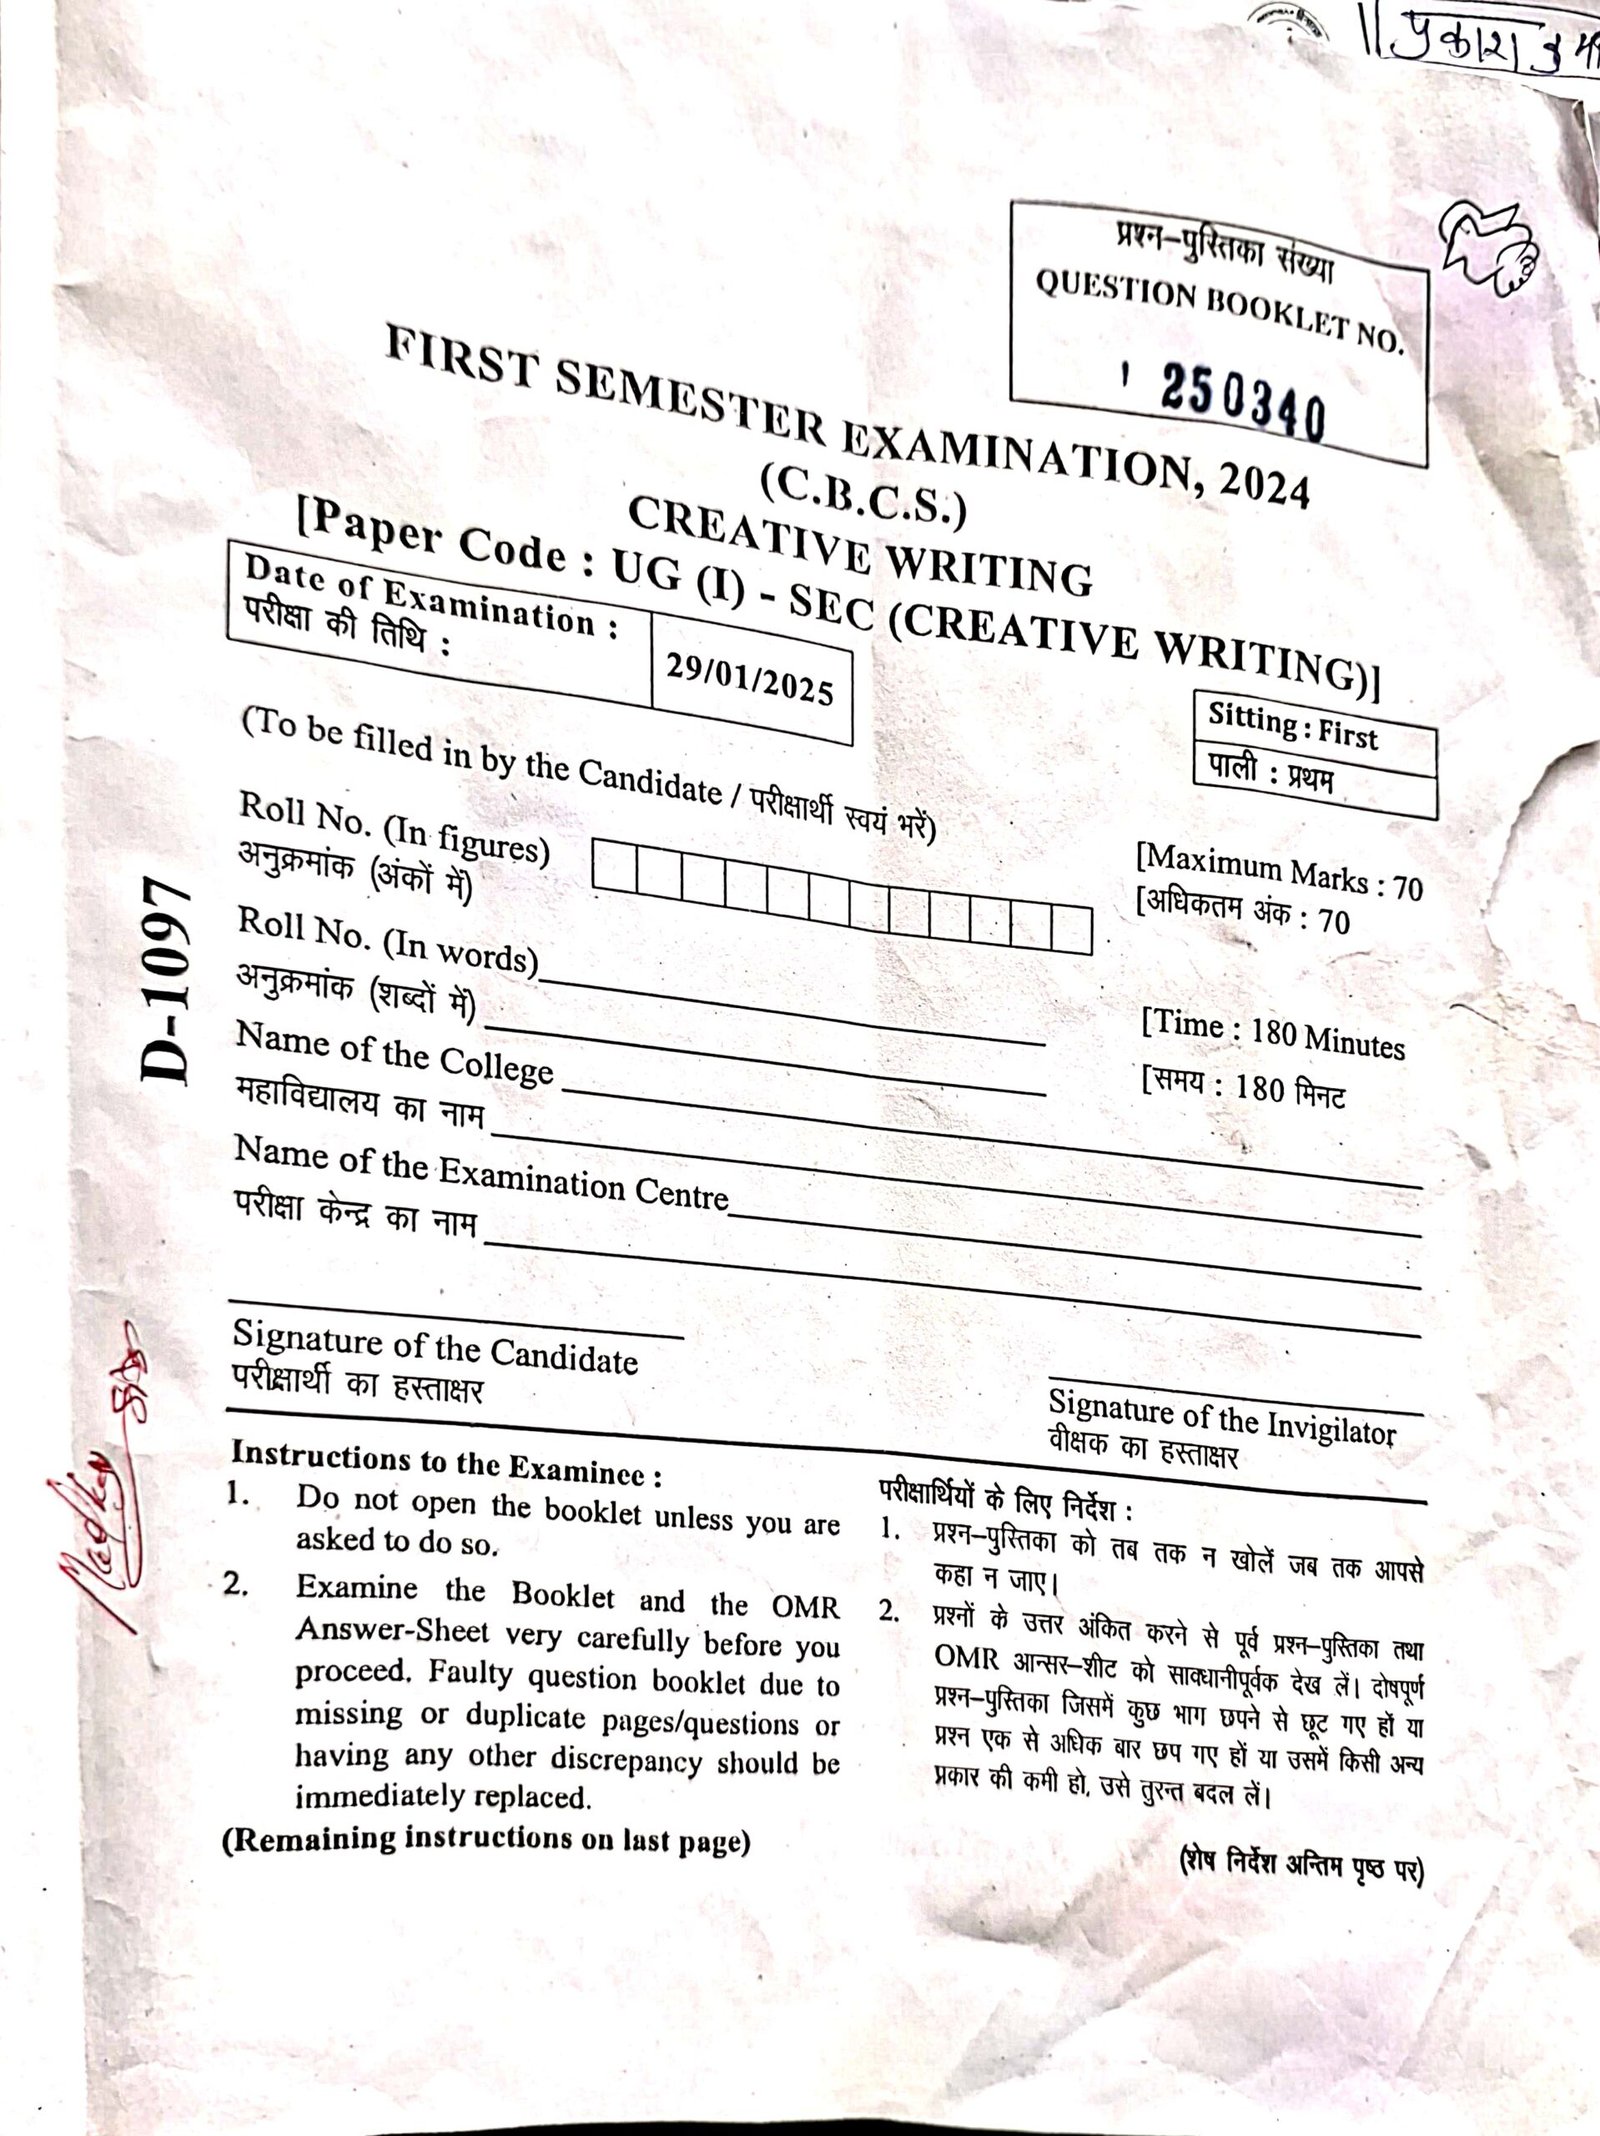 प्रकाश
प्रश्न–पुस्तिका संख्या
QUESTION BOOKLET NO.
250340
FIRST SEMESTER EXAMINATION, 2024
(C.B.C.S.)
CREATIVE WRITING
[Paper Code : UG (I) - SEC (CREATIVE WRITING)]
Date of Examination :
परीक्षा की तिथि :
29/01/2025
Sitting : First
पाली : प्रथम
(To be filled in by the Candidate / परीक्षार्थी स्वयं भरें)
Roll No. (In figures)
अनुक्रमांक (अंकों में)
[Maximum Marks : 70
[अधिकतम अंक : 70
Roll No. (In words)
अनुक्रमांक (शब्दों में)
[Time : 180 Minutes
[समय : 180 मिनट
Name of the College
महाविद्यालय का नाम
Name of the Examination Centre
परीक्षा केन्द्र का नाम
D-1097
Signature of the Candidate
परीक्षार्थी का हस्ताक्षर
Signature of the Invigilator
वीक्षक का हस्ताक्षर
Instructions to the Examinee :
1. Do not open the booklet unless you are
asked to do so.
2. Examine the Booklet and the OMR
Answer-Sheet very carefully before you
proceed. Faulty question booklet due to
missing or duplicate pages/questions or
having any other discrepancy should be
immediately replaced.
(Remaining instructions on last page)
परीक्षार्थियों के लिए निर्देश :
1. प्रश्न–पुस्तिका को तब तक न खोलें जब तक आपसे
कहा न जाए।
2. प्रश्नों के उत्तर अंकित करने से पूर्व प्रश्न–पुस्तिका तथा
OMR आन्सर–शीट को सावधानीपूर्वक देख लें। दोषपूर्ण
प्रश्न–पुस्तिका जिसमें कुछ भाग छपने से छूट गए हों या
प्रश्न एक से अधिक बार छप गए हों या उसमें किसी अन्य
प्रकार की कमी हो, उसे तुरन्त बदल लें।
(शेष निर्देश अन्तिम पृष्ठ पर)